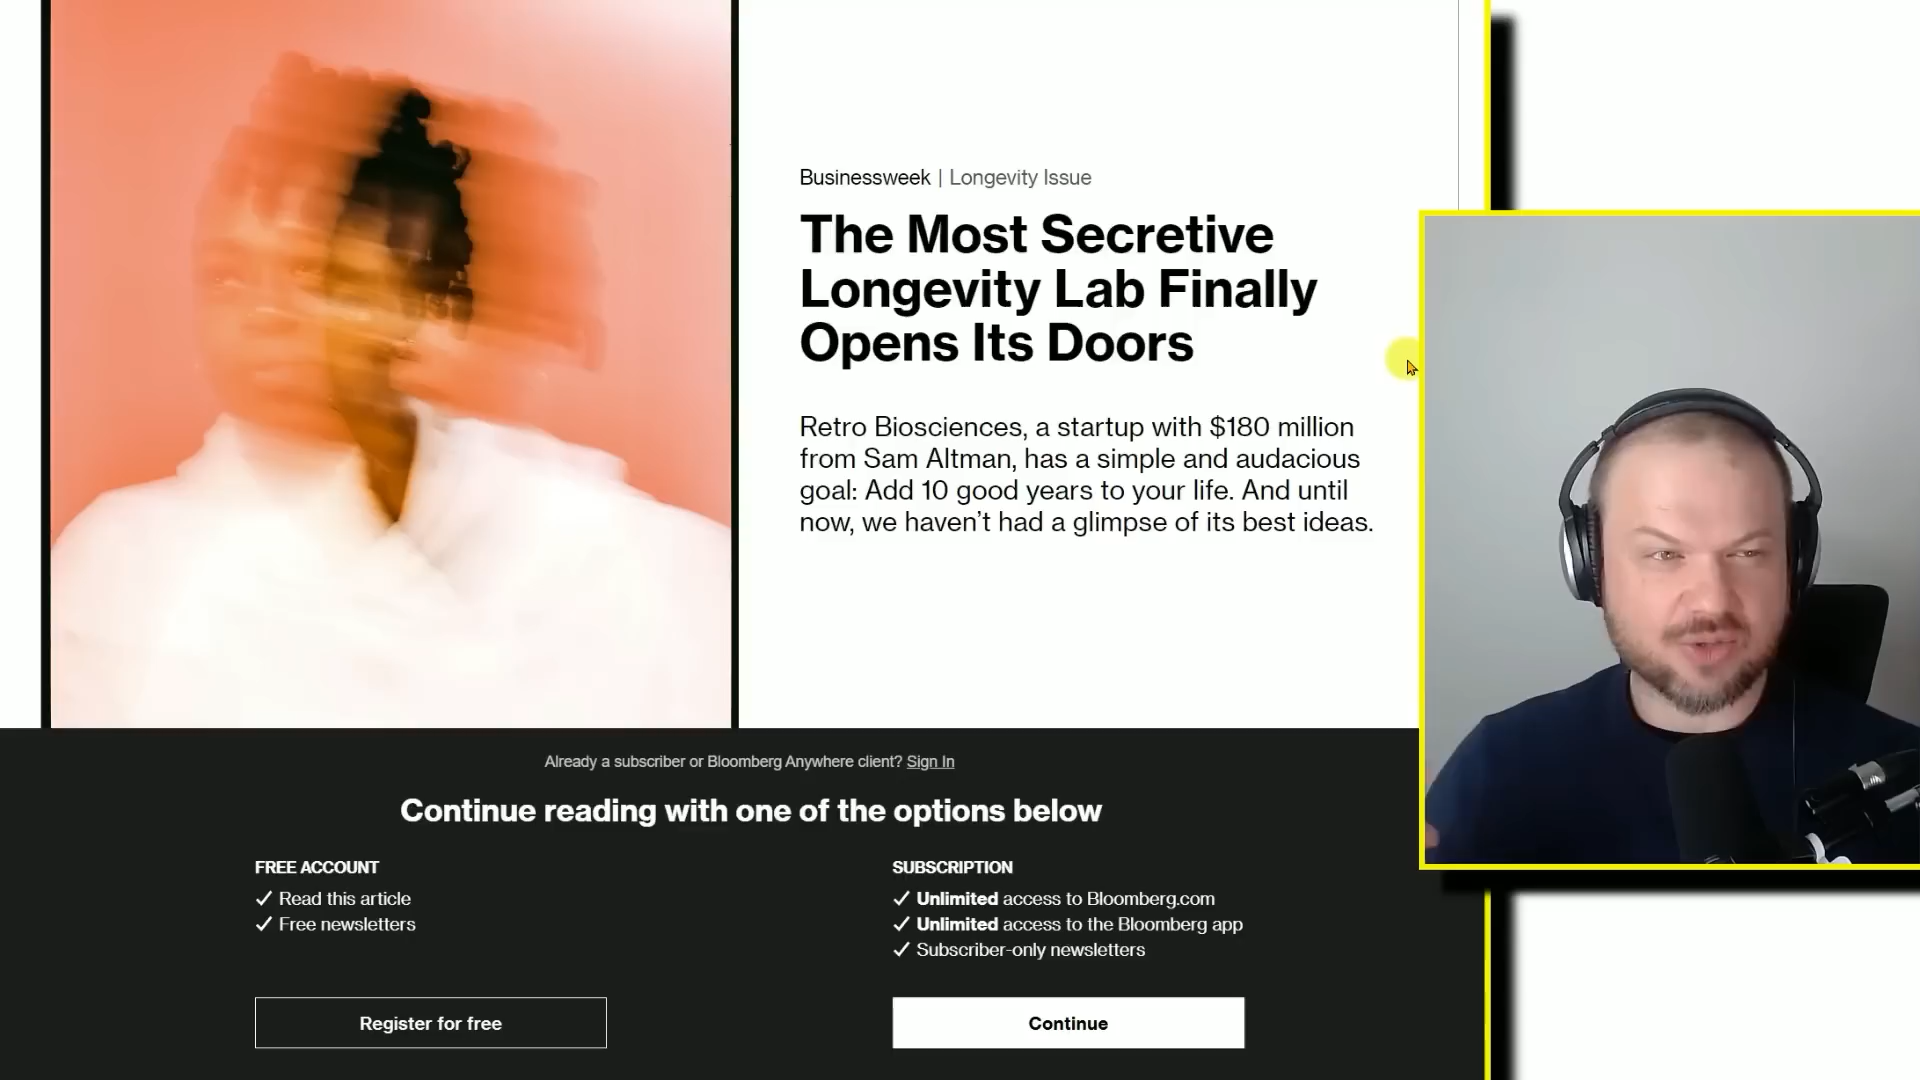 Businessweek | Longevity Issue
The Most Secretive
Longevity Lab Finally
Opens Its Doors
Retro Biosciences, a startup with $180 million
from Sam Altman, has a simple and audacious
goal: Add 10 good years to your life. And until
now, we haven’t had a glimpse of its best ideas.
Already a subscriber or Bloomberg Anywhere client? Sign In
Continue reading with one of the options below
FREE ACCOUNT
✓ Read this article
✓ Free newsletters
Register for free
SUBSCRIPTION
✓ Unlimited access to Bloomberg.com
✓ Unlimited access to the Bloomberg app
✓ Subscriber-only newsletters
Continue